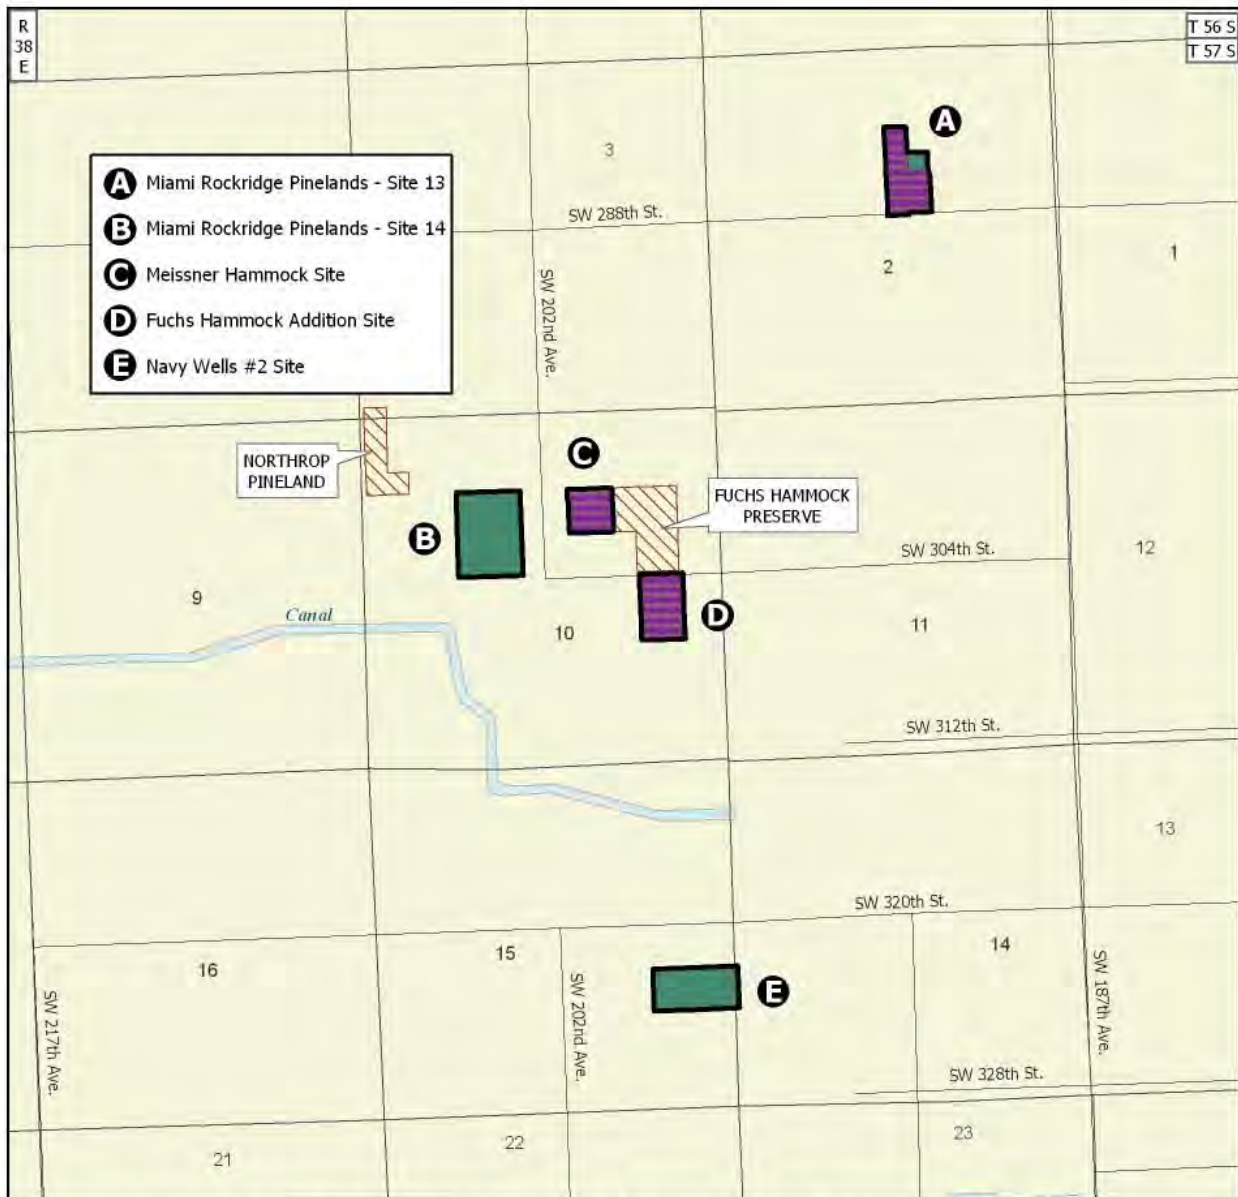 R
38
E
T 56 S
T 57 S
A
3
A Miami Rockridge Pinelands - Site 13
B Miami Rockridge Pinelands - Site 14
C Meissner Hammock Site
D Fuchs Hammock Addition Site
E Navy Wells #2 Site
SW 288th St.
2
1
SW 202nd Ave.
NORTHROP
PINELAND
C
FUCHS HAMMOCK
PRESERVE
B
SW 304th St.
12
9
Canal
10
D
11
SW 312th St.
13
SW 320th St.
16
15
14
E
SW 217th Ave.
SW 202nd Ave.
SW 187th Ave.
SW 328th St.
21
22
23